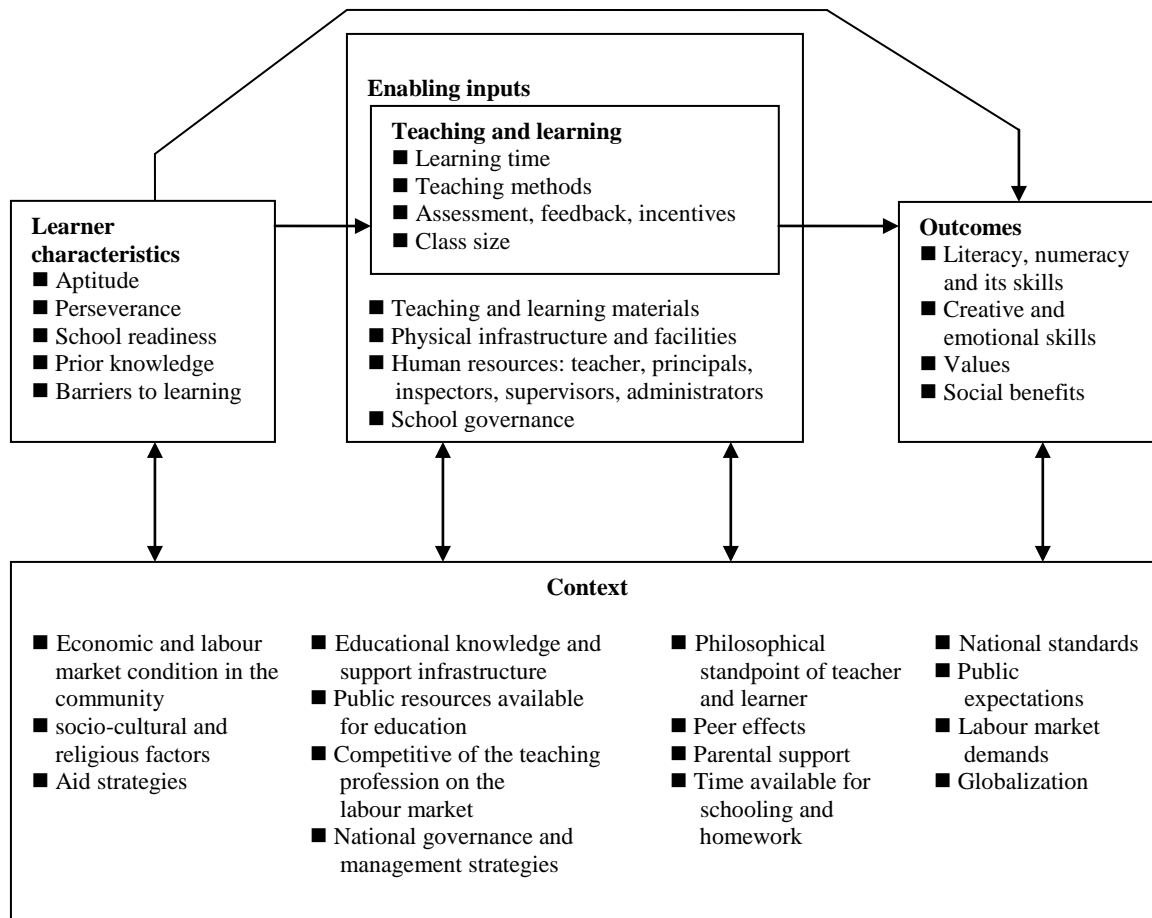 Enabling inputs
Teaching and learning
■ Learning time
■ Teaching methods
■ Assessment, feedback, incentives
■ Class size
Learner
characteristics
■ Aptitude
■ Perseverance
■ School readiness
■ Prior knowledge
■ Barriers to learning
■ Teaching and learning materials
■ Physical infrastructure and facilities
■ Human resources: teacher, principals,
inspectors, supervisors, administrators
■ School governance
Outcomes
■ Literacy, numeracy
and its skills
■ Creative and
emotional skills
■ Values
■ Social benefits
Context
■ Economic and labour
market condition in the
community
■ socio-cultural and
religious factors
■ Aid strategies
■ Educational knowledge and
support infrastructure
■ Public resources available
for education
■ Competitive of the teaching
profession on the
labour market
■ National governance and
management strategies
■ Philosophical
standpoint of teacher
and learner
■ Peer effects
■ Parental support
■ Time available for
schooling and
homework
■ National standards
■ Public
expectations
■ Labour market
demands
■ Globalization